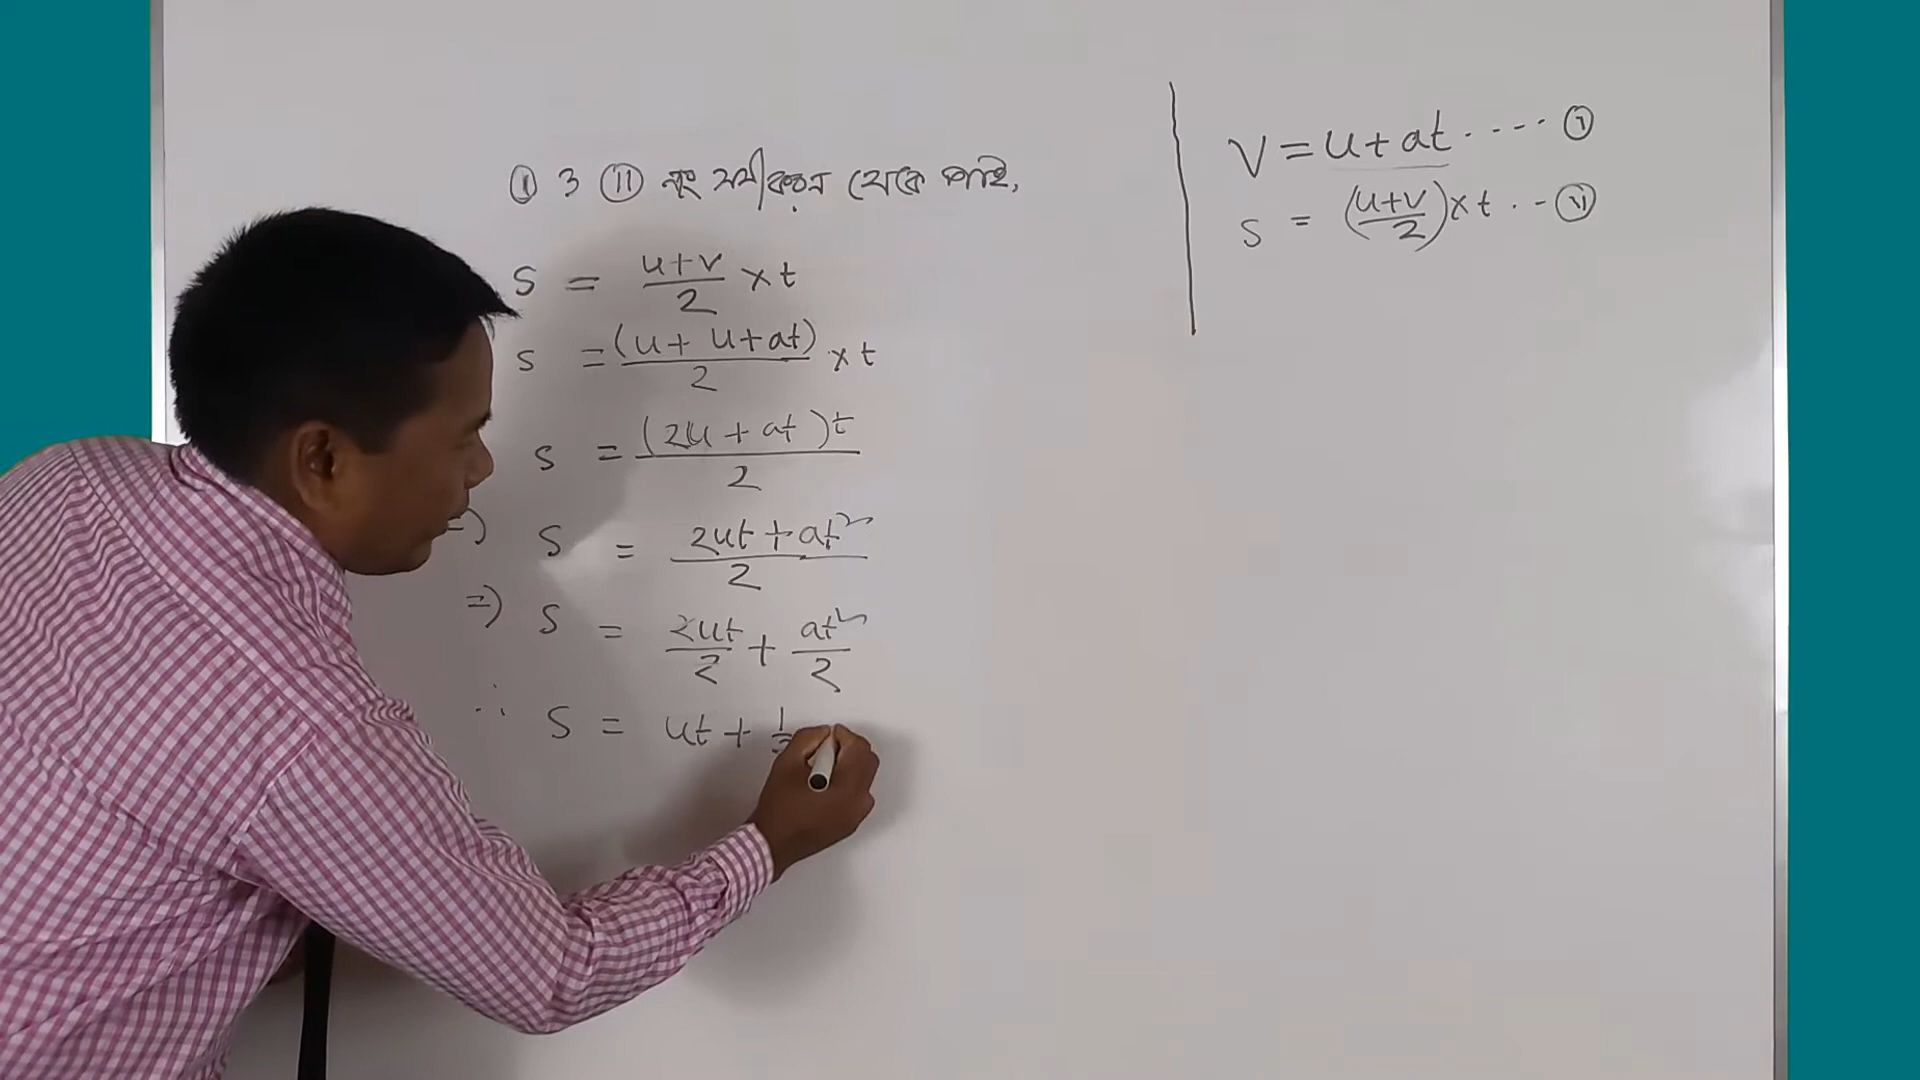 ① ও ⑪ নং সমীকরণ থেকে পাই,
S = u+v/2 × t
S = (u + u+at)/2 × t
S = (2u + at)t/2
⇒ S = 2ut + at²/2
⇒ S = 2ut/2 + at²/2
∴ S = ut + 1/2
V = u + at ..... ①
S = (u+v/2) × t .. - ⑪